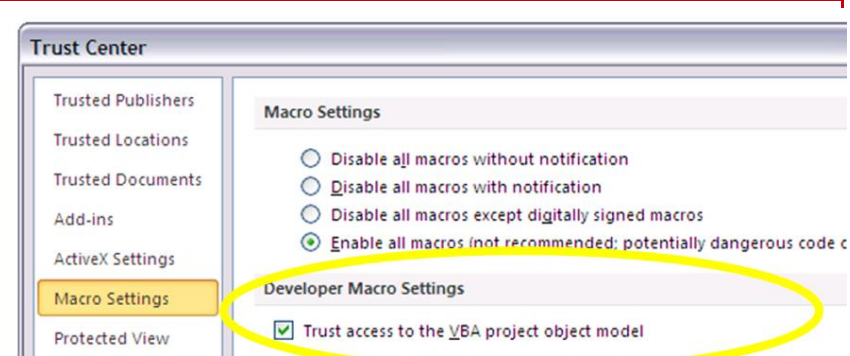 Trust Center
Trusted Publishers
Trusted Locations
Trusted Documents
Add-ins
ActiveX Settings
Macro Settings
Protected View
Macro Settings
Disable all macros without notification
Disable all macros with notification
Disable all macros except digitally signed macros
Enable all macros (not recommended; potentially dangerous code c
Developer Macro Settings
Trust access to the VBA project object model